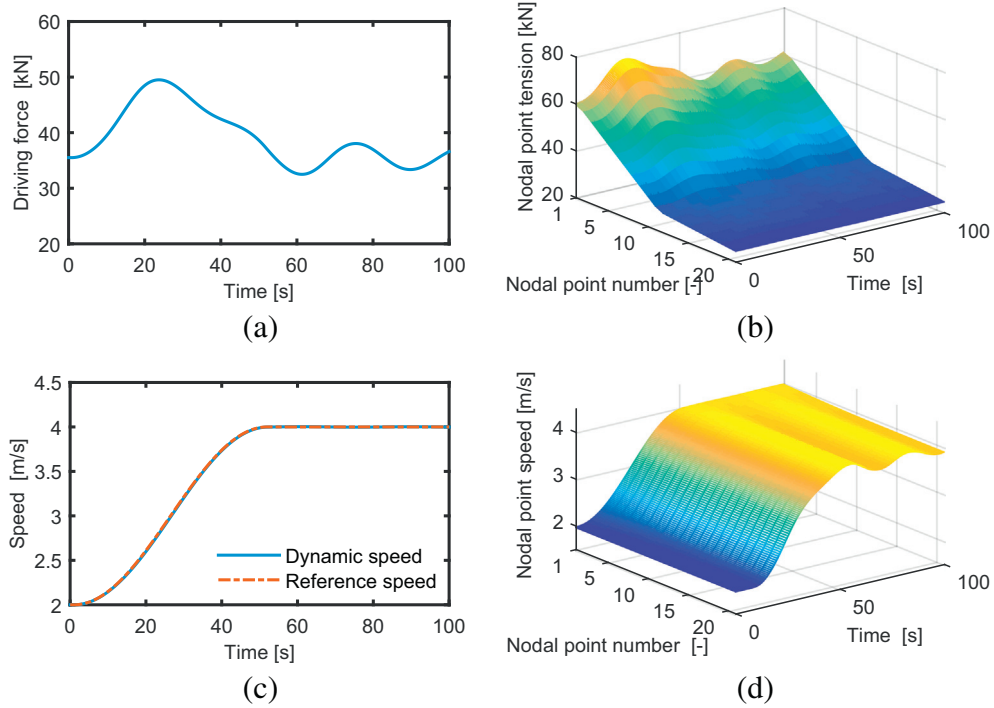 60
50
40
30
20
Driving force [kN]
0 20 40 60 80 100
Time [s]
(a)
80
60
40
20
Nodal point tension [kN]
1 5 10 15 20
Nodal point number [-]
0 50 100
Time [s]
(b)
4.5
4
3.5
3
2.5
2
Speed [m/s]
Dynamic speed
Reference speed
0 20 40 60 80 100
Time [s]
(c)
4
3
2
Nodal point speed [m/s]
1 5 10 15 20
Nodal point number [-]
0 50 100
Time [s]
(d)